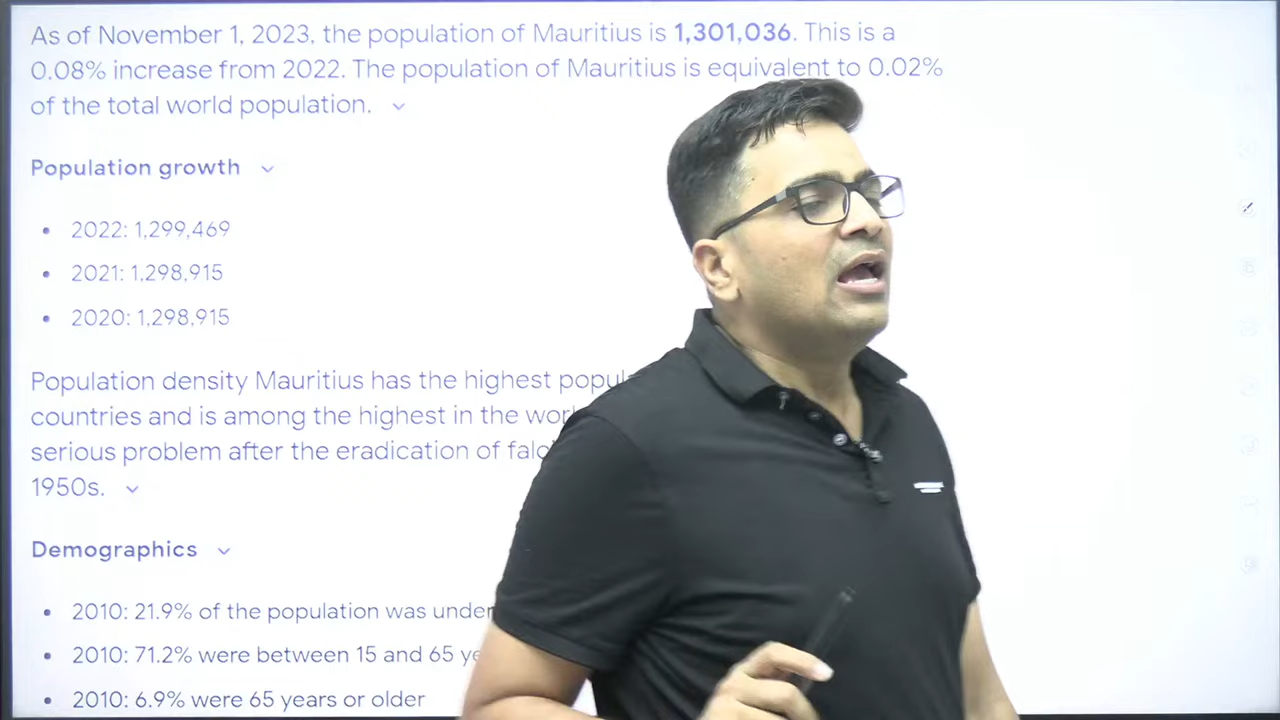 As of November 1, 2023, the population of Mauritius is 1,301,036. This is a
0.08% increase from 2022. The population of Mauritius is equivalent to 0.02%
of the total world population.
Population growth
• 2022: 1,299,469
• 2021: 1,298,915
• 2020: 1,298,915
Population density Mauritius has the highest
countries and is among the highest in the
serious problem after the eradication of
1950s.
Demographics
• 2010: 21.9% of the population was under
• 2010: 71.2% were between 15 and 65
• 2010: 6.9% were 65 years or older